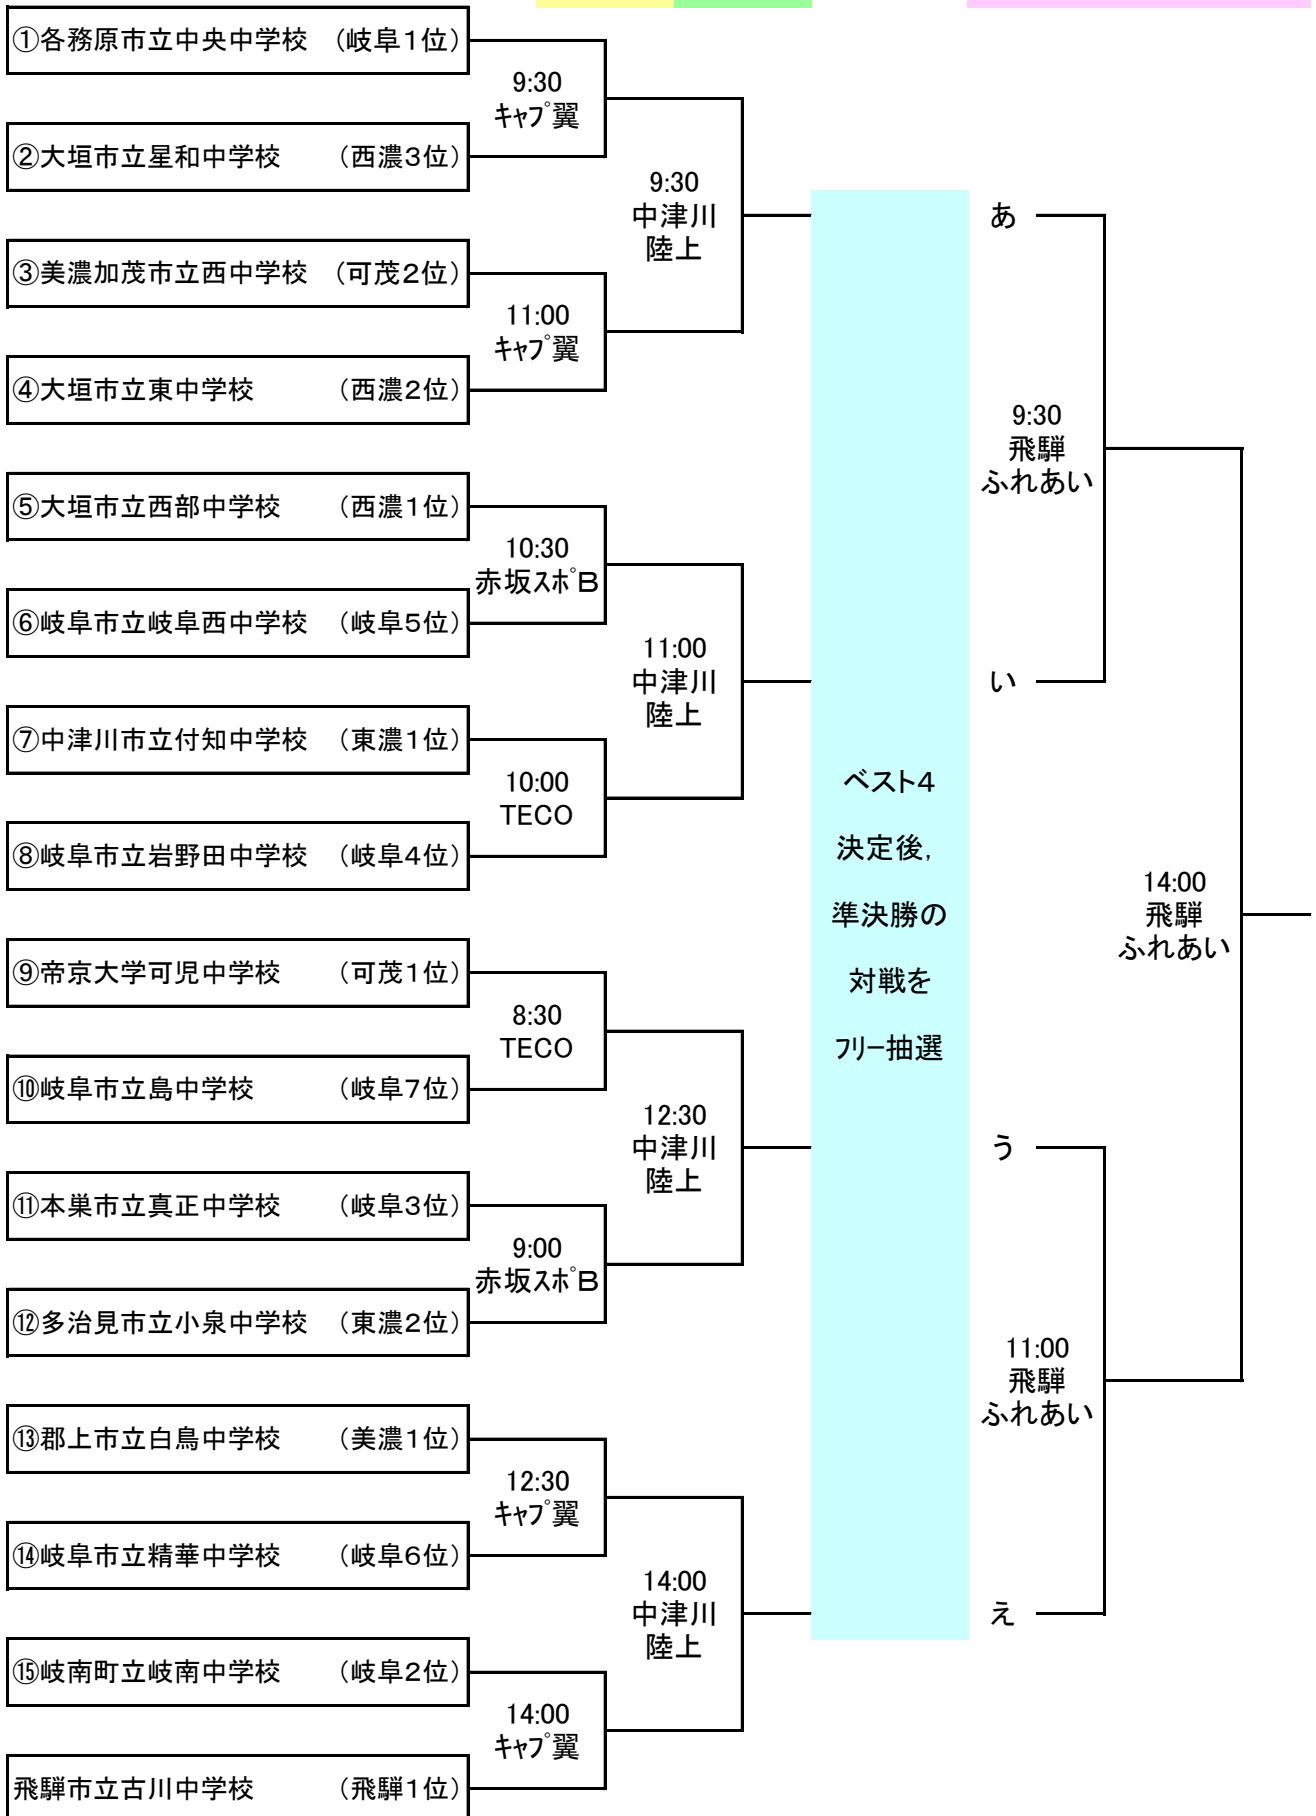 ①各務原市立中央中学校 （岐阜１位）
9:30
ｷｬﾌﾟ翼
②大垣市立星和中学校 （西濃３位）
9:30
中津川
陸上
③美濃加茂市立西中学校 （可茂２位）
11:00
ｷｬﾌﾟ翼
④大垣市立東中学校 （西濃２位）
⑤大垣市立西部中学校 （西濃１位）
10:30
赤坂ｽﾎﾟB
⑥岐阜市立岐阜西中学校 （岐阜５位）
11:00
中津川
陸上
⑦中津川市立付知中学校 （東濃１位）
10:00
TECO
⑧岐阜市立岩野田中学校 （岐阜４位）
⑨帝京大学可児中学校 （可茂１位）
8:30
TECO
⑩岐阜市立島中学校 （岐阜７位）
12:30
中津川
陸上
⑪本巣市立真正中学校 （岐阜３位）
9:00
赤坂ｽﾎﾟB
⑫多治見市立小泉中学校 （東濃２位）
⑬郡上市立白鳥中学校 （美濃１位）
12:30
ｷｬﾌﾟ翼
⑭岐阜市立精華中学校 （岐阜６位）
14:00
中津川
陸上
⑮岐南町立岐南中学校 （岐阜２位）
14:00
ｷｬﾌﾟ翼
飛騨市立古川中学校 （飛騨１位）
ベスト４
決定後，
準決勝の
対戦を
ﾌﾘｰ抽選
あ
9:30
飛騨
ふれあい
い
14:00
飛騨
ふれあい
う
11:00
飛騨
ふれあい
え